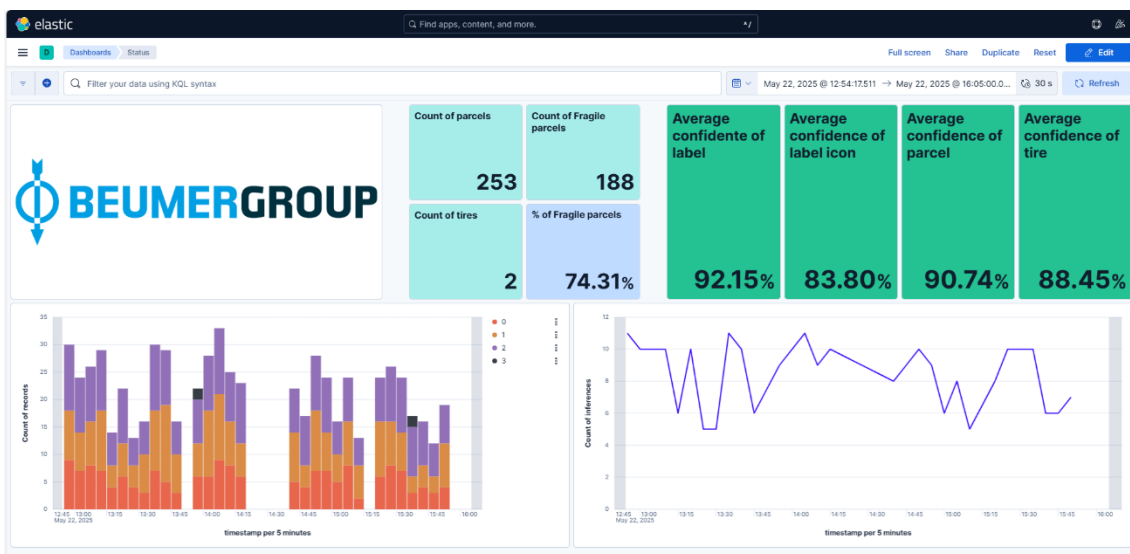 elastic
Find apps, content, and more.
^/
D
Dashboards
Status
Full screen
Share
Duplicate
Reset
Edit
Filter your data using KQL syntax
May 22, 2025 @ 12:54:17.511 → May 22, 2025 @ 16:05:00.0...
30 s
Refresh
BEUMERGROUP
Count of parcels
253
Count of Fragile
parcels
188
Count of tires
2
% of Fragile parcels
74.31%
Average
confidente of
label
92.15%
Average
confidence of
label icon
83.80%
Average
confidence of
parcel
90.74%
Average
confidence of
tire
88.45%
Count of records
35
30
25
20
15
10
5
0
12:45 13:00 13:15 13:30 13:45 14:00 14:15 14:30 14:45 15:00 15:15 15:30 15:45 16:00
May 22, 2025
timestamp per 5 minutes
0
1
2
3
Count of inferences
12
10
8
6
4
2
0
12:45 13:00 13:15 13:30 13:45 14:00 14:15 14:30 14:45 15:00 15:15 15:30 15:45 16:00
May 22, 2025
timestamp per 5 minutes